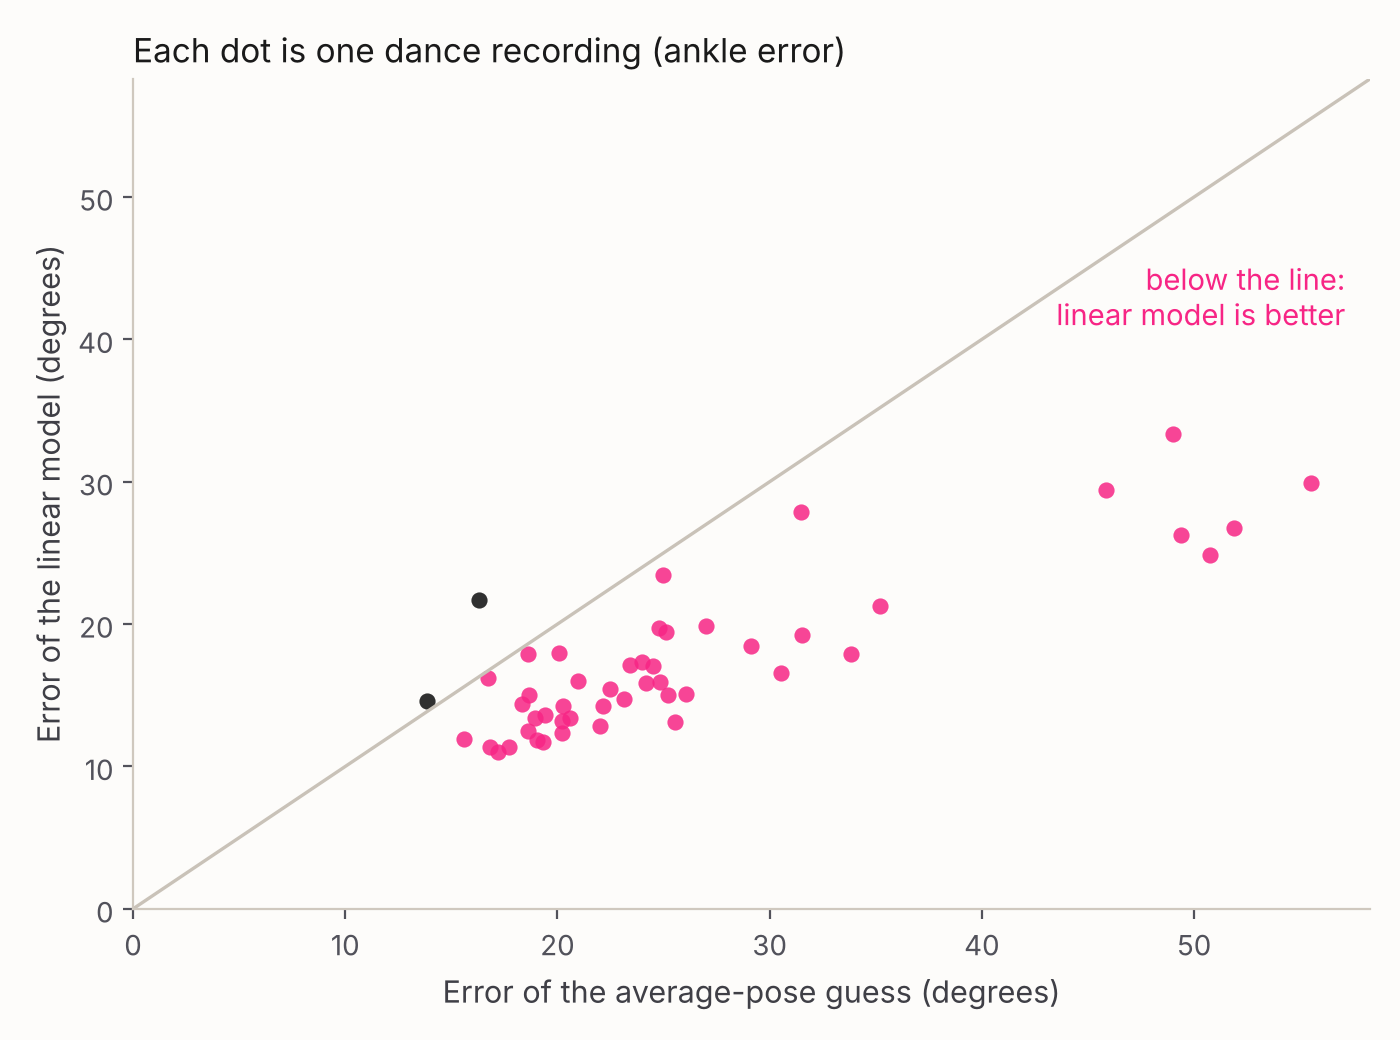 Each dot is one dance recording (ankle error)
Error of the linear model (degrees)
50
40
30
20
10
0
below the line:
linear model is better
0 10 20 30 40 50
Error of the average-pose guess (degrees)